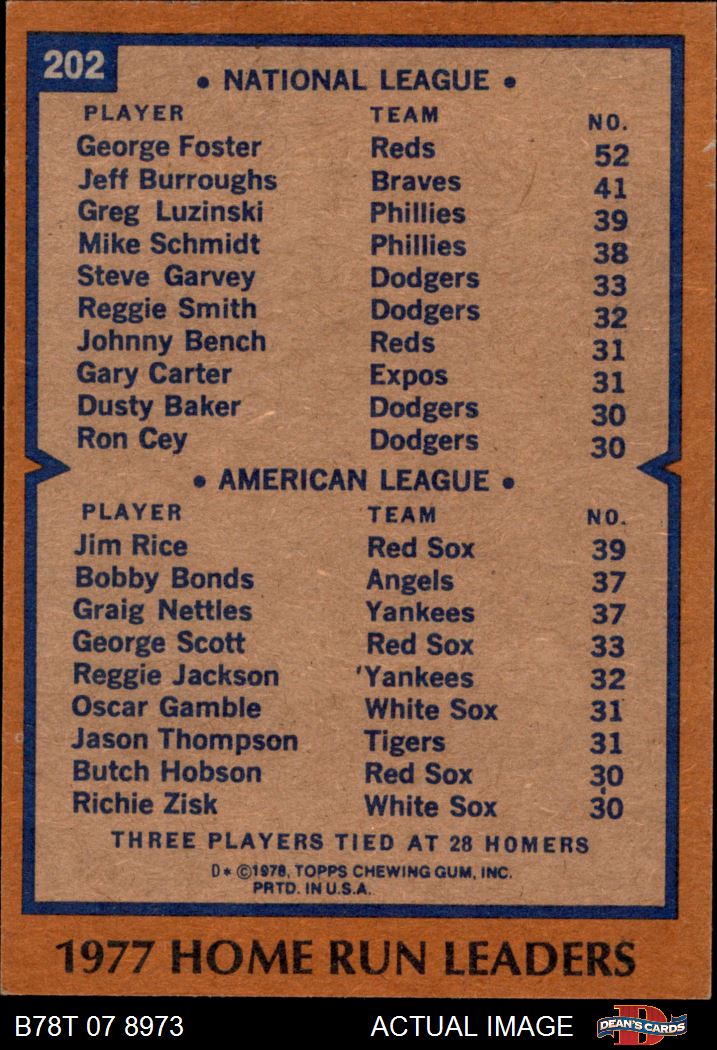 202
• NATIONAL LEAGUE •
PLAYER TEAM NO.
George Foster Reds 52
Jeff Burroughs Braves 41
Greg Luzinski Phillies 39
Mike Schmidt Phillies 38
Steve Garvey Dodgers 33
Reggie Smith Dodgers 32
Johnny Bench Reds 31
Gary Carter Expos 31
Dusty Baker Dodgers 30
Ron Cey Dodgers 30
• AMERICAN LEAGUE •
PLAYER TEAM NO.
Jim Rice Red Sox 39
Bobby Bonds Angels 37
Graig Nettles Yankees 37
George Scott Red Sox 33
Reggie Jackson Yankees 32
Oscar Gamble White Sox 31
Jason Thompson Tigers 31
Butch Hobson Red Sox 30
Richie Zisk White Sox 30
THREE PLAYERS TIED AT 28 HOMERS
D* ©1978, TOPPS CHEWING GUM, INC.
PRTD. IN U.S.A.
1977 HOME RUN LEADERS
B78T 07 8973 ACTUAL IMAGE D DEAN'S CARDS